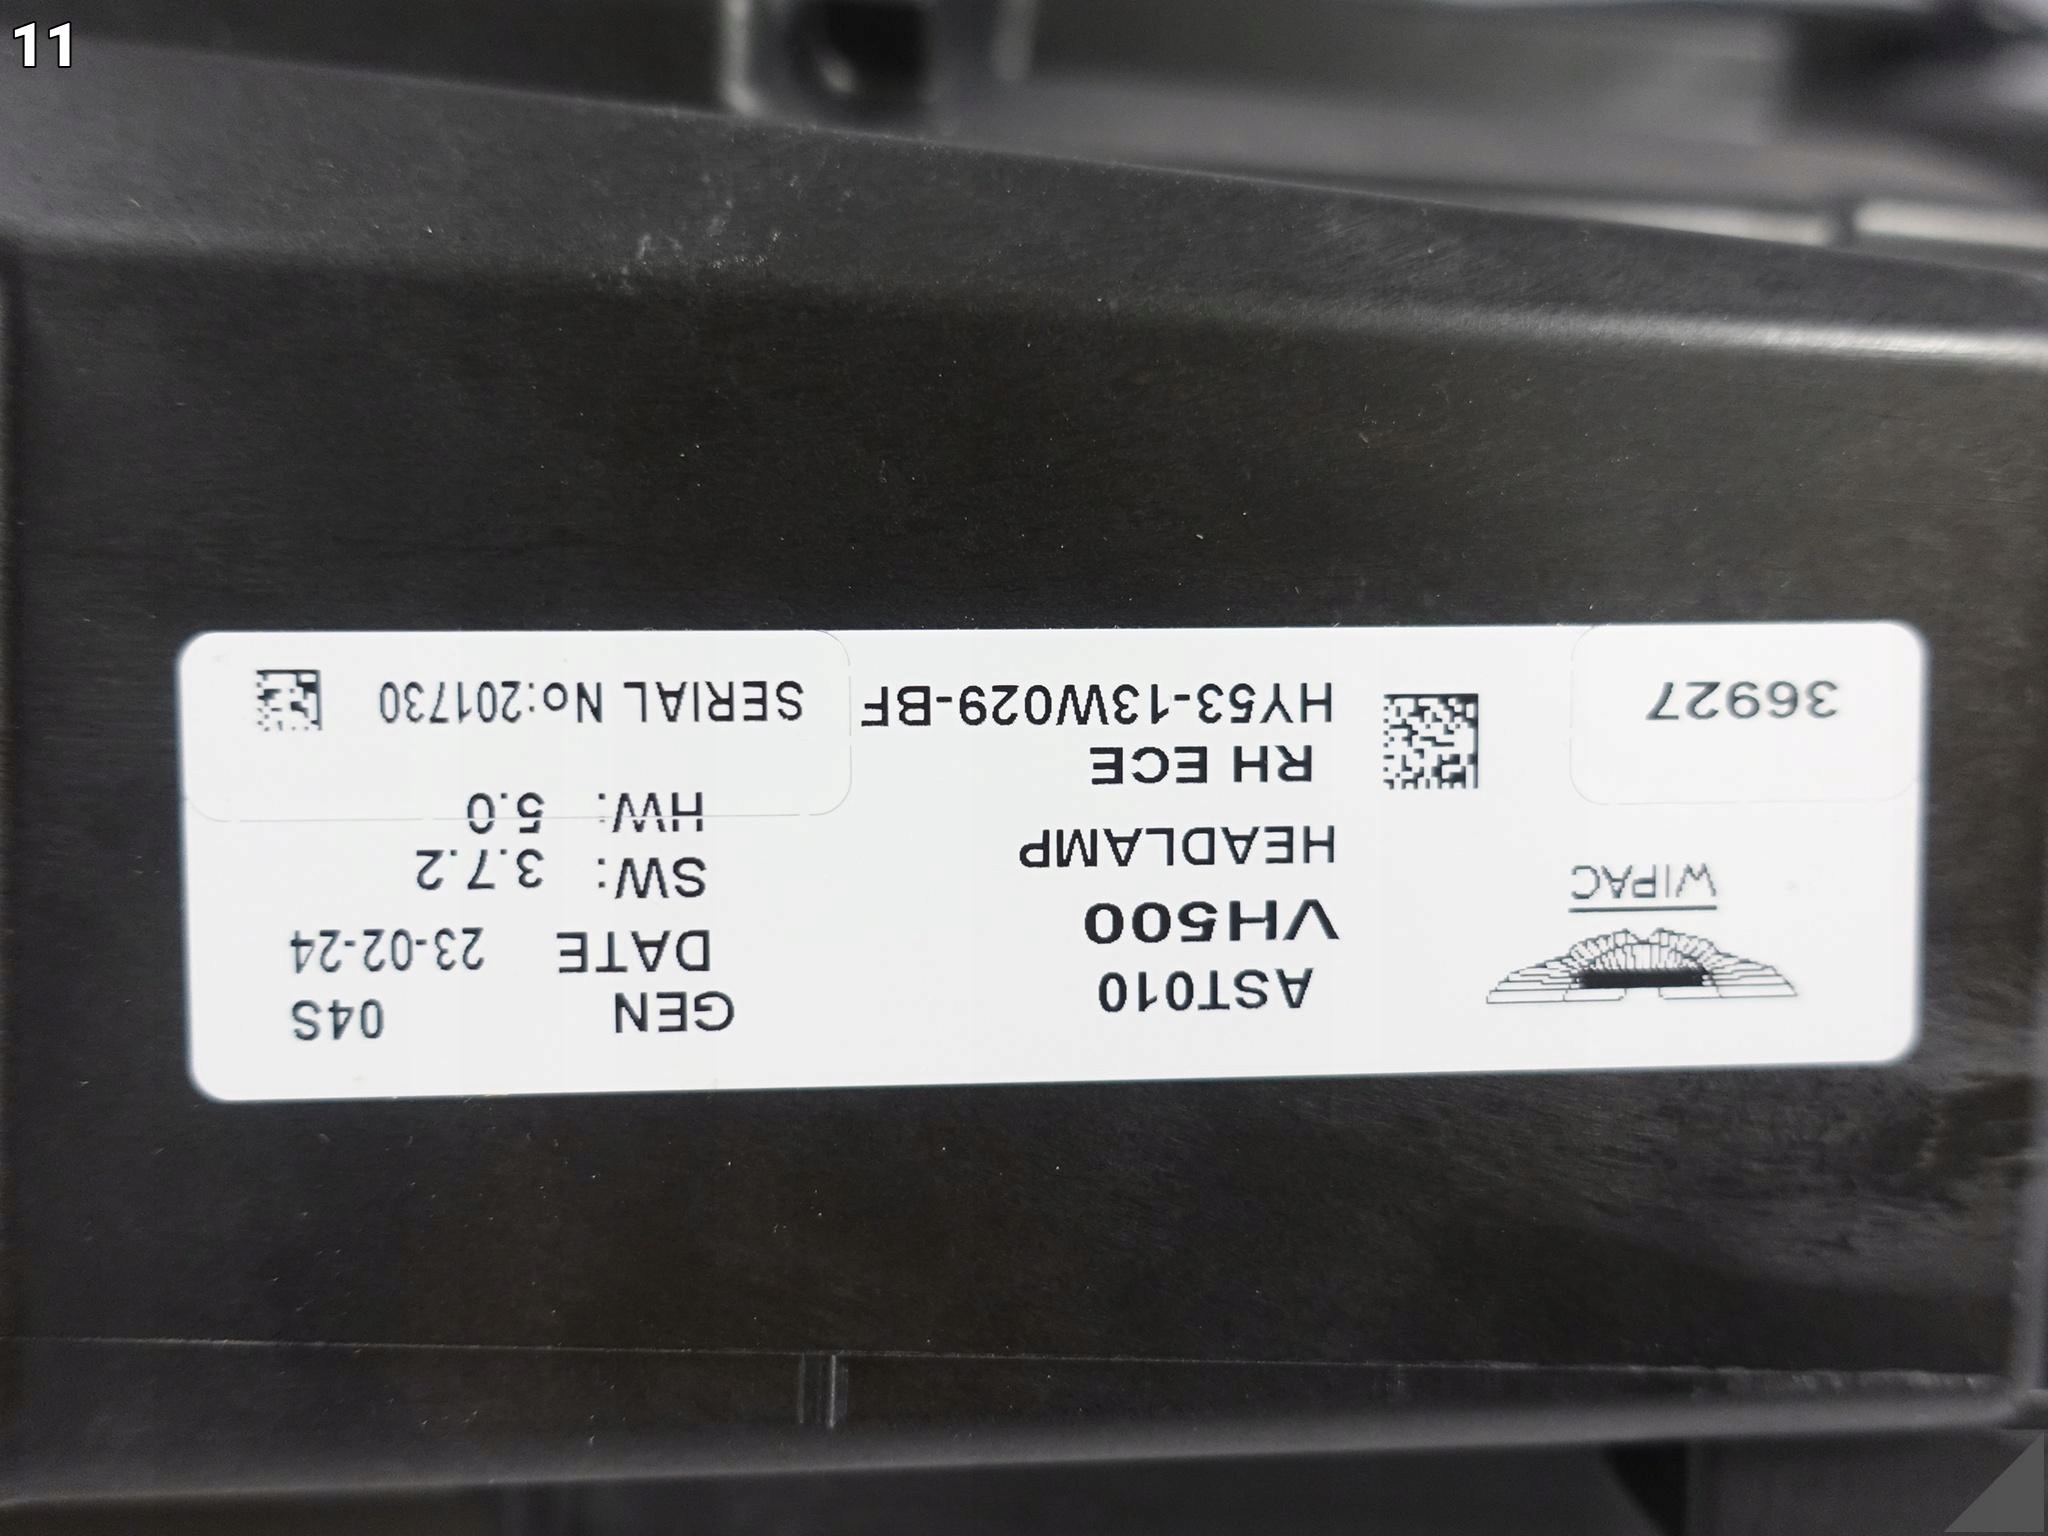 11
AST010
VH500
HEADLAMP
RH ECE
HY53-13W029-BF
WIPAC
36927
GEN 04S
DATE 23-02-24
SW: 3.7.2
HW: 5.0
SERIAL No:201730